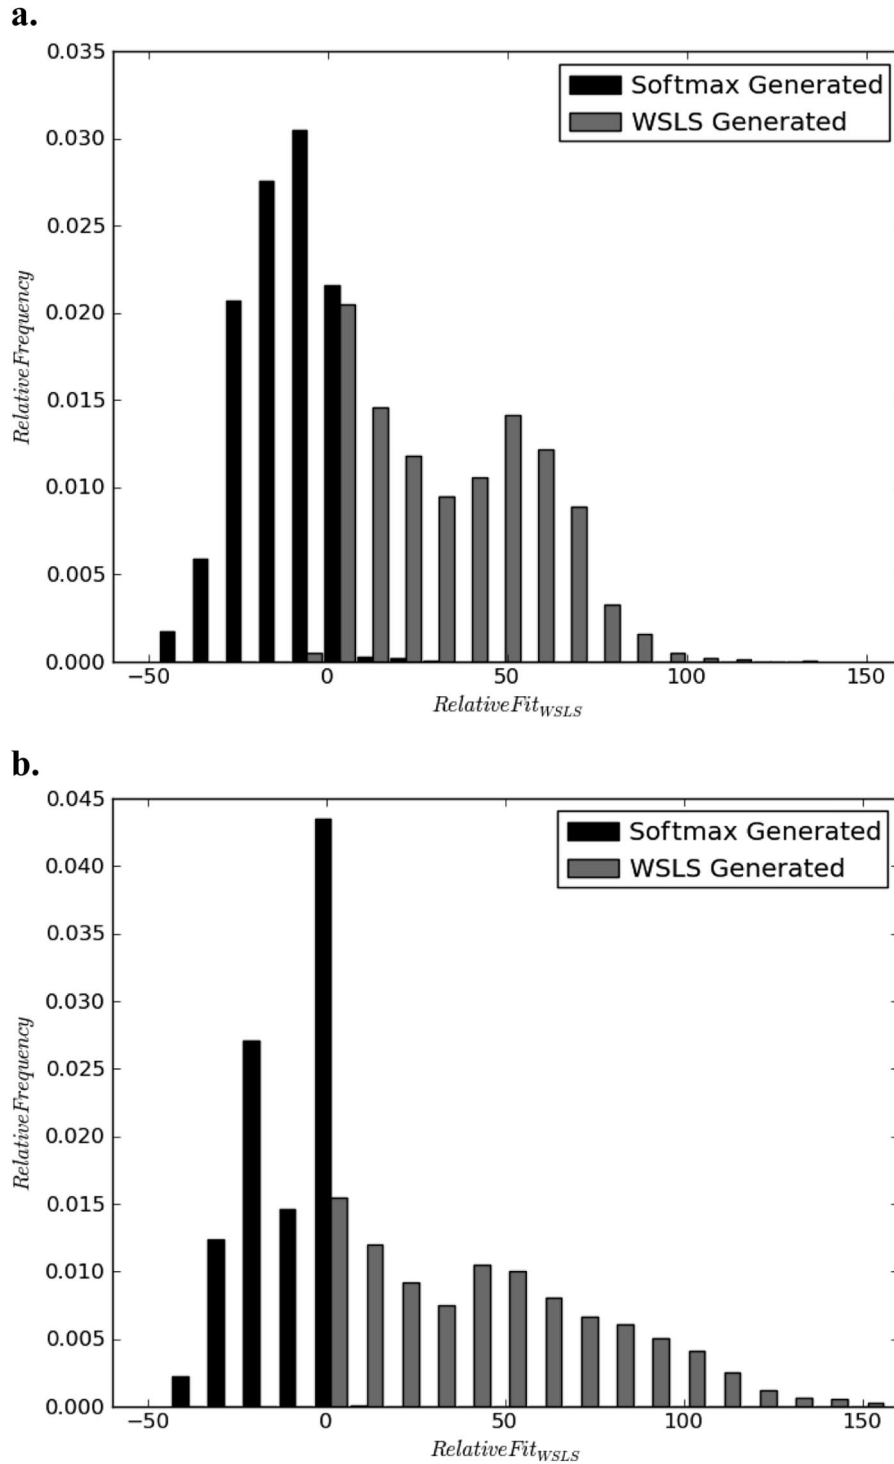 a.
0.035
0.030
0.025
0.020
0.015
0.010
0.005
0.000
RelativeFrequency
Softmax Generated
WSLS Generated
−50 0 50 100 150
RelativeFit_WSLS
b.
0.045
0.040
0.035
0.030
0.025
0.020
0.015
0.010
0.005
0.000
RelativeFrequency
Softmax Generated
WSLS Generated
−50 0 50 100 150
RelativeFit_WSLS